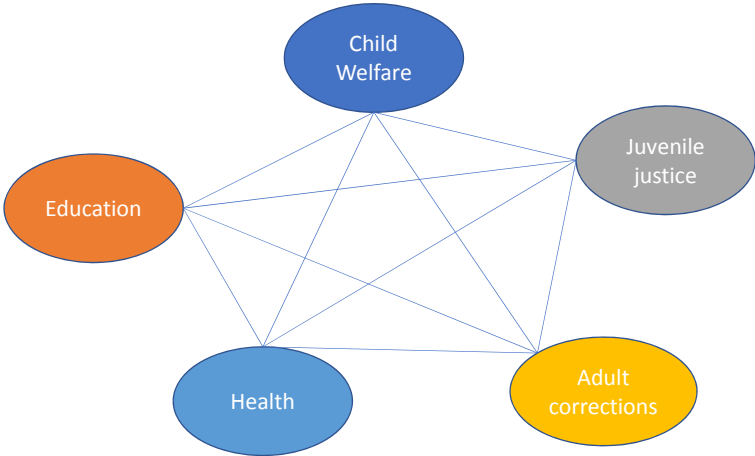 Child
Welfare
Juvenile
justice
Education
Health
Adult
corrections